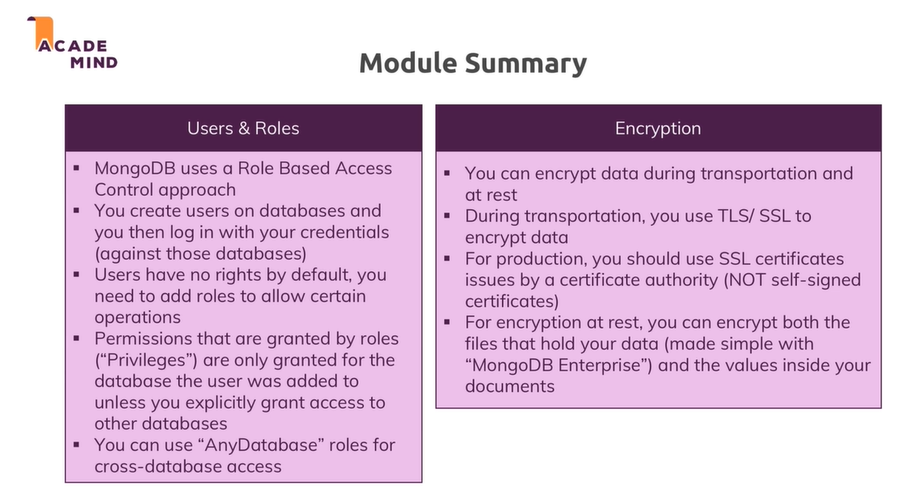 ACADE
MIND
Module Summary
Users & Roles
▪ MongoDB uses a Role Based Access
Control approach
▪ You create users on databases and
you then log in with your credentials
(against those databases)
▪ Users have no rights by default, you
need to add roles to allow certain
operations
▪ Permissions that are granted by roles
(“Privileges”) are only granted for the
database the user was added to
unless you explicitly grant access to
other databases
▪ You can use “AnyDatabase” roles for
cross-database access
Encryption
▪ You can encrypt data during transportation and
at rest
▪ During transportation, you use TLS/ SSL to
encrypt data
▪ For production, you should use SSL certificates
issues by a certificate authority (NOT self-signed
certificates)
▪ For encryption at rest, you can encrypt both the
files that hold your data (made simple with
“MongoDB Enterprise”) and the values inside your
documents